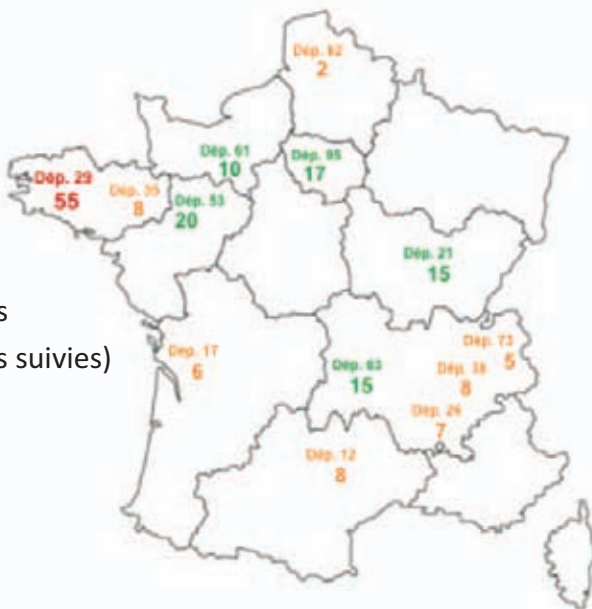 Dép. 62
2
Dép. 61
10
Dép. 95
17
Dép. 29
55
Dép. 35
8
Dép. 53
20
Dép. 21
15
s
s suivies)
Dép. 17
6
Dép. 63
15
Dép. 73
5
Dép. 38
8
Dép. 26
7
Dép. 12
8